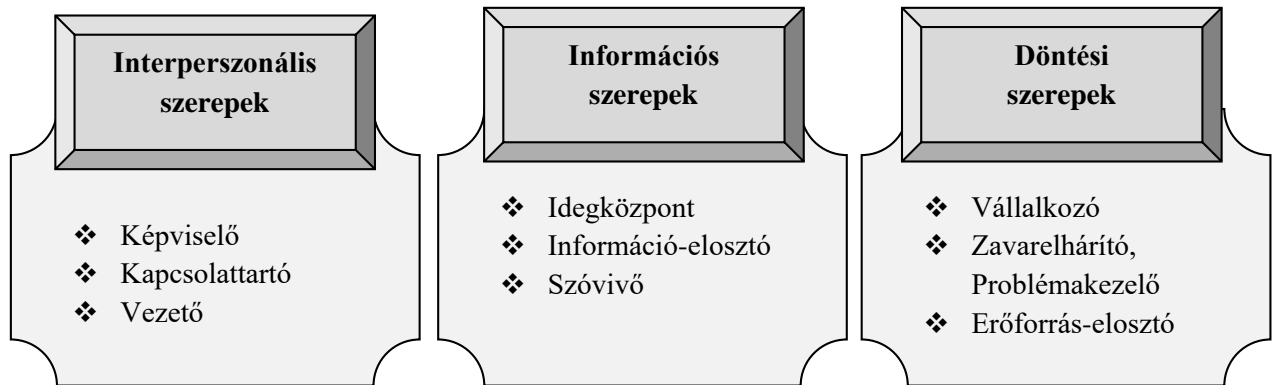 Interperszonális
szerepek
❖ Képviselő
❖ Kapcsolattartó
❖ Vezető
Információs
szerepek
❖ Idegközpont
❖ Információ-elosztó
❖ Szóvivő
Döntési
szerepek
❖ Vállalkozó
❖ Zavarelhárító,
Problémakezelő
❖ Erőforrás-elosztó